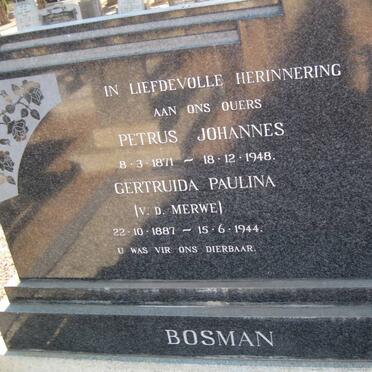 IN LIEFDEVOLLE HERINNERING
AAN ONS OUERS
PETRUS JOHANNES
8·3·1871 ~ 18·12·1948.
GERTRUIDA PAULINA
(V. D. MERWE)
22·10·1887 ~ 15·6·1944.
U WAS VIR ONS DIERBAAR.
BOSMAN